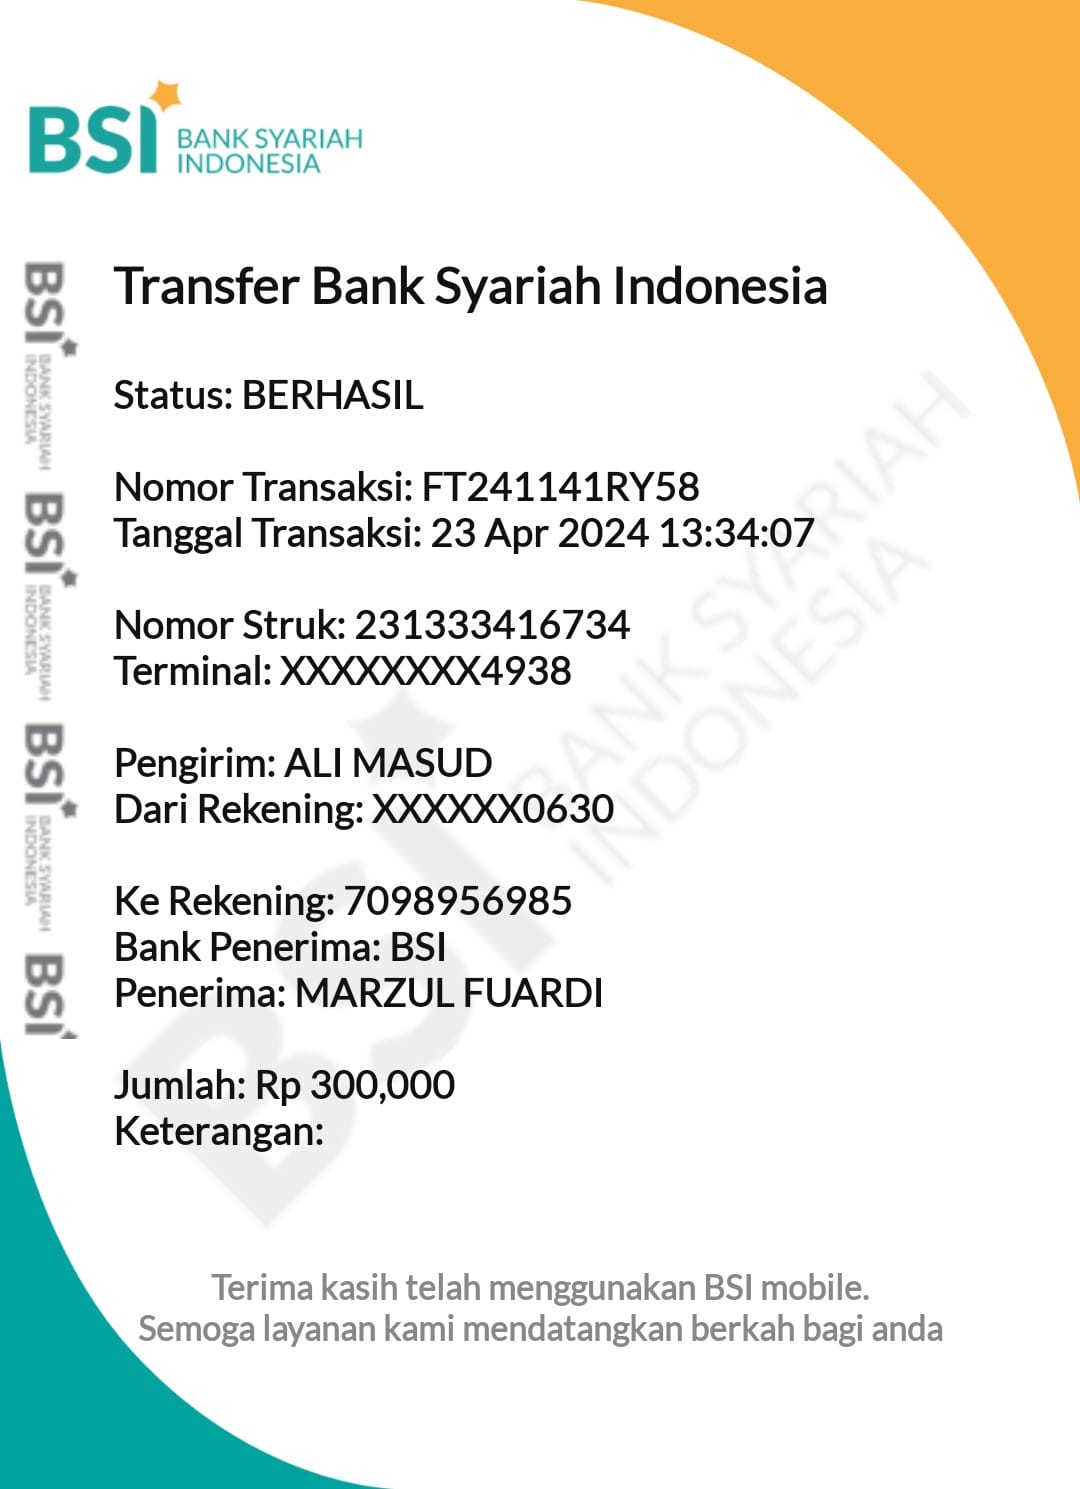 BSI BANK SYARIAH
INDONESIA
Transfer Bank Syariah Indonesia
Status: BERHASIL
Nomor Transaksi: FT241141RY58
Tanggal Transaksi: 23 Apr 2024 13:34:07
Nomor Struk: 231333416734
Terminal: XXXXXXXX4938
Pengirim: ALI MASUD
Dari Rekening: XXXXXX0630
Ke Rekening: 7098956985
Bank Penerima: BSI
Penerima: MARZUL FUARDI
Jumlah: Rp 300,000
Keterangan:
Terima kasih telah menggunakan BSI mobile.
Semoga layanan kami mendatangkan berkah bagi anda
BSI BANK SYARIAH
INDONESIA
BSI BANK SYARIAH
INDONESIA
BSI BANK SYARIAH
INDONESIA
BSI
BSI BANK SYARIAH
INDONESIA